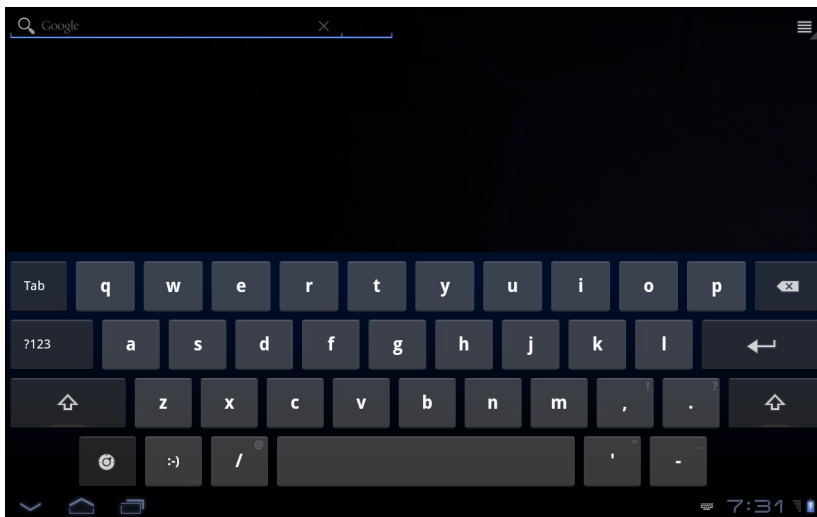 Google
Tab q w e r t y u i o p
?123 a s d f g h j k l
! ?
z x c v b n m , .
@ " _
:-) / ' -
7:31